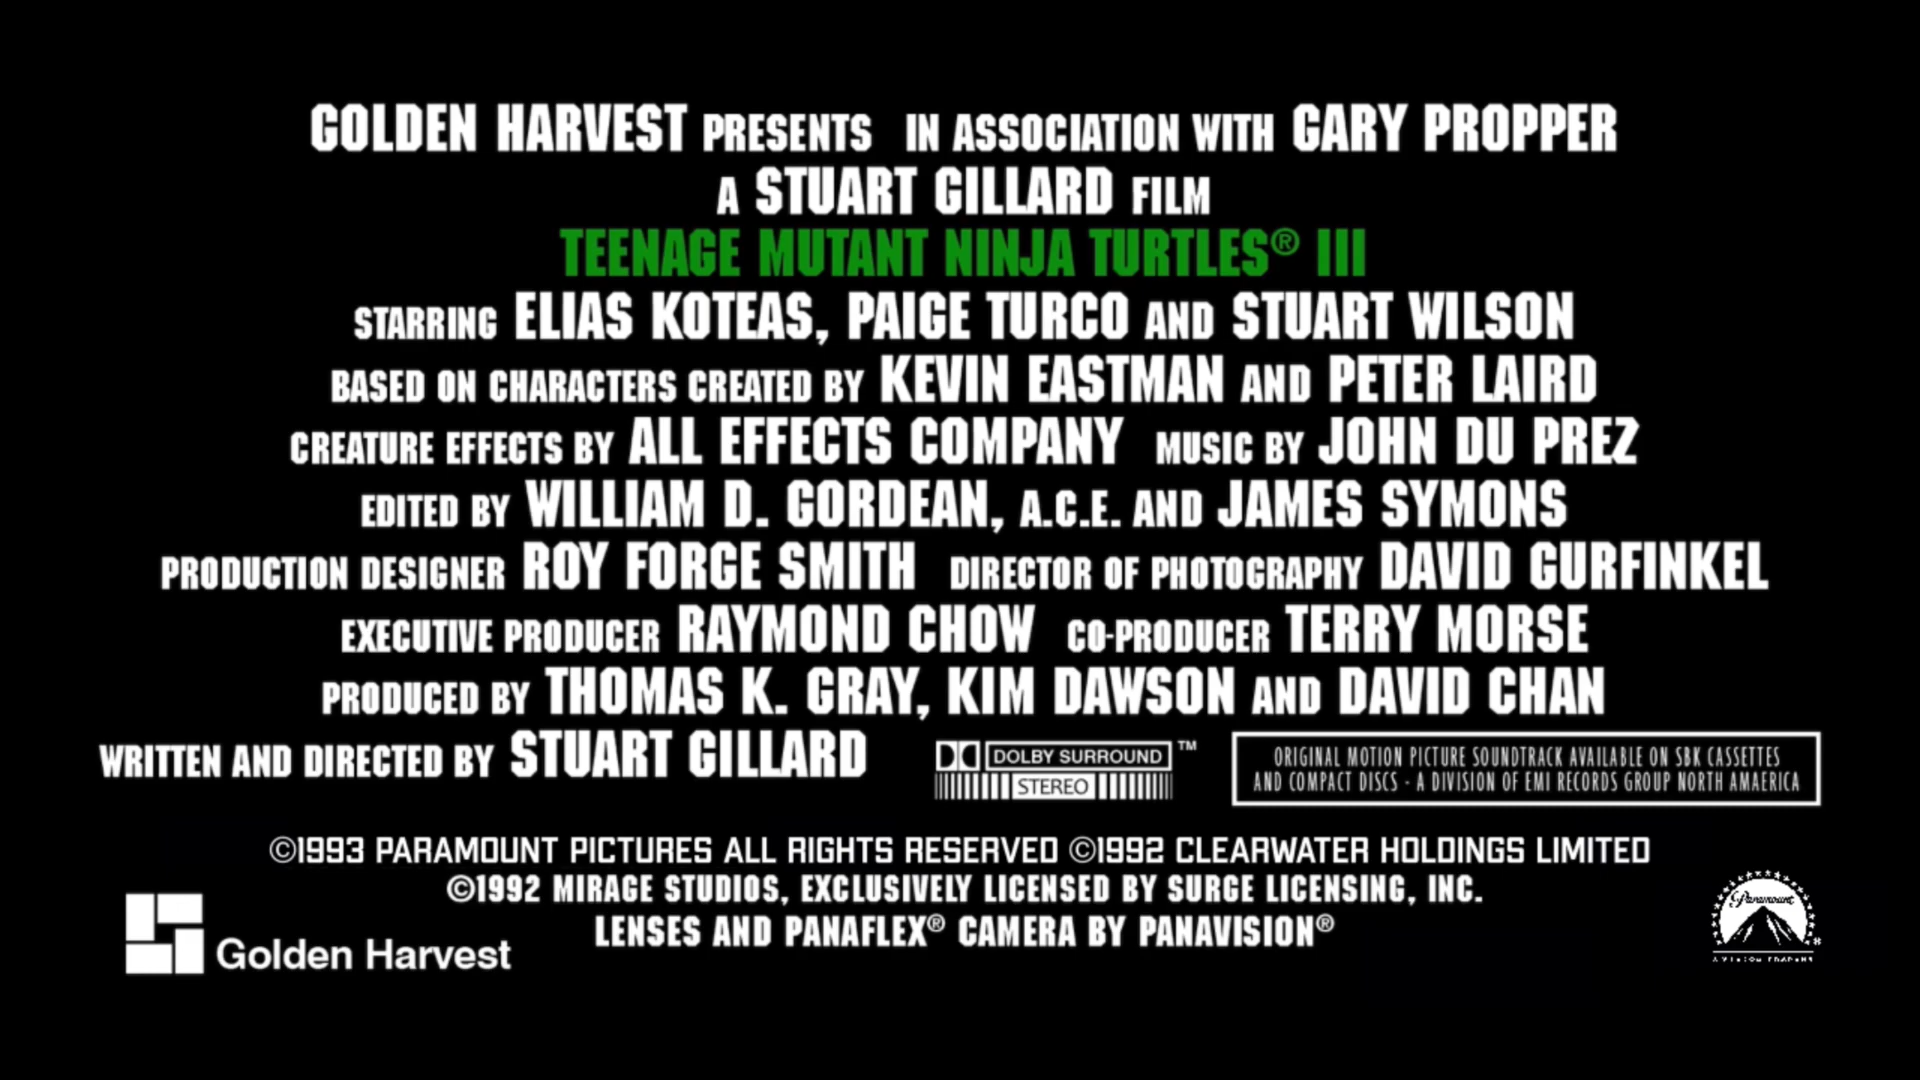 GOLDEN HARVEST PRESENTS IN ASSOCIATION WITH GARY PROPPER
A STUART GILLARD FILM
TEENAGE MUTANT NINJA TURTLES® III
STARRING ELIAS KOTEAS, PAIGE TURCO AND STUART WILSON
BASED ON CHARACTERS CREATED BY KEVIN EASTMAN AND PETER LAIRD
CREATURE EFFECTS BY ALL EFFECTS COMPANY MUSIC BY JOHN DU PREZ
EDITED BY WILLIAM D. GORDEAN, A.C.E. AND JAMES SYMONS
PRODUCTION DESIGNER ROY FORGE SMITH DIRECTOR OF PHOTOGRAPHY DAVID GURFINKEL
EXECUTIVE PRODUCER RAYMOND CHOW CO-PRODUCER TERRY MORSE
PRODUCED BY THOMAS K. GRAY, KIM DAWSON AND DAVID CHAN
WRITTEN AND DIRECTED BY STUART GILLARD
DOLBY SURROUND ™
STEREO
ORIGINAL MOTION PICTURE SOUNDTRACK AVAILABLE ON SBK CASSETTES
AND COMPACT DISCS - A DIVISION OF EMI RECORDS GROUP NORTH AMAERICA
©1993 PARAMOUNT PICTURES ALL RIGHTS RESERVED ©1992 CLEARWATER HOLDINGS LIMITED
©1992 MIRAGE STUDIOS, EXCLUSIVELY LICENSED BY SURGE LICENSING, INC.
LENSES AND PANAFLEX® CAMERA BY PANAVISION®
Golden Harvest
Paramount